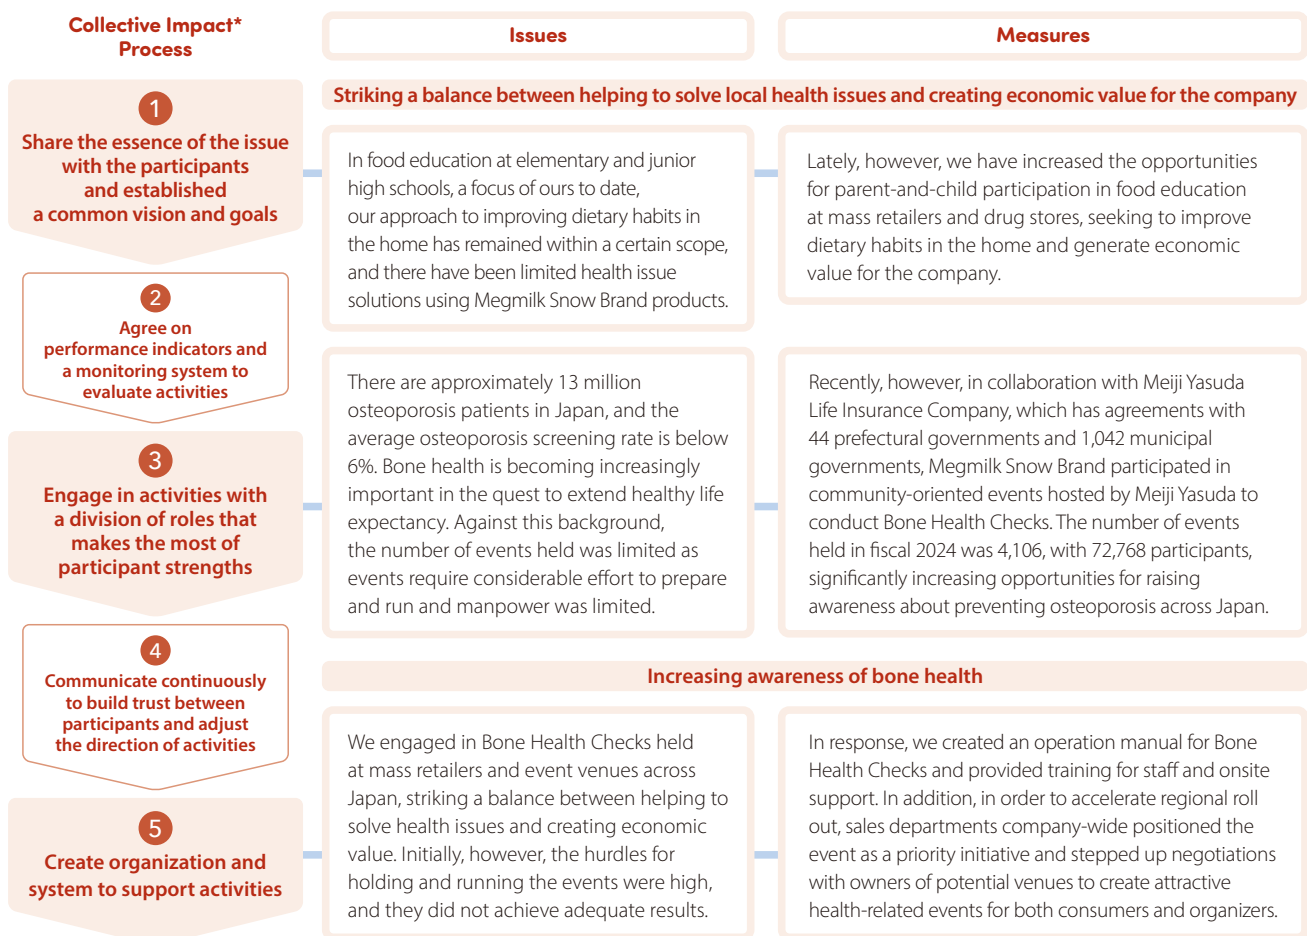 Collective Impact*
Process
Issues
Measures
1
Share the essence of the issue
with the participants
and established
a common vision and goals
Striking a balance between helping to solve local health issues and creating economic value for the company
In food education at elementary and junior
high schools, a focus of ours to date,
our approach to improving dietary habits in
the home has remained within a certain scope,
and there have been limited health issue
solutions using Megmilk Snow Brand products.
Lately, however, we have increased the opportunities
for parent-and-child participation in food education
at mass retailers and drug stores, seeking to improve
dietary habits in the home and generate economic
value for the company.
2
Agree on
performance indicators and
a monitoring system to
evaluate activities
3
Engage in activities with
a division of roles that
makes the most of
participant strengths
There are approximately 13 million
osteoporosis patients in Japan, and the
average osteoporosis screening rate is below
6%. Bone health is becoming increasingly
important in the quest to extend healthy life
expectancy. Against this background,
the number of events held was limited as
events require considerable effort to prepare
and run and manpower was limited.
Recently, however, in collaboration with Meiji Yasuda
Life Insurance Company, which has agreements with
44 prefectural governments and 1,042 municipal
governments, Megmilk Snow Brand participated in
community-oriented events hosted by Meiji Yasuda to
conduct Bone Health Checks. The number of events
held in fiscal 2024 was 4,106, with 72,768 participants,
significantly increasing opportunities for raising
awareness about preventing osteoporosis across Japan.
4
Communicate continuously
to build trust between
participants and adjust
the direction of activities
Increasing awareness of bone health
5
Create organization and
system to support activities
We engaged in Bone Health Checks held
at mass retailers and event venues across
Japan, striking a balance between helping to
solve health issues and creating economic
value. Initially, however, the hurdles for
holding and running the events were high,
and they did not achieve adequate results.
In response, we created an operation manual for Bone
Health Checks and provided training for staff and onsite
support. In addition, in order to accelerate regional roll
out, sales departments company-wide positioned the
event as a priority initiative and stepped up negotiations
with owners of potential venues to create attractive
health-related events for both consumers and organizers.